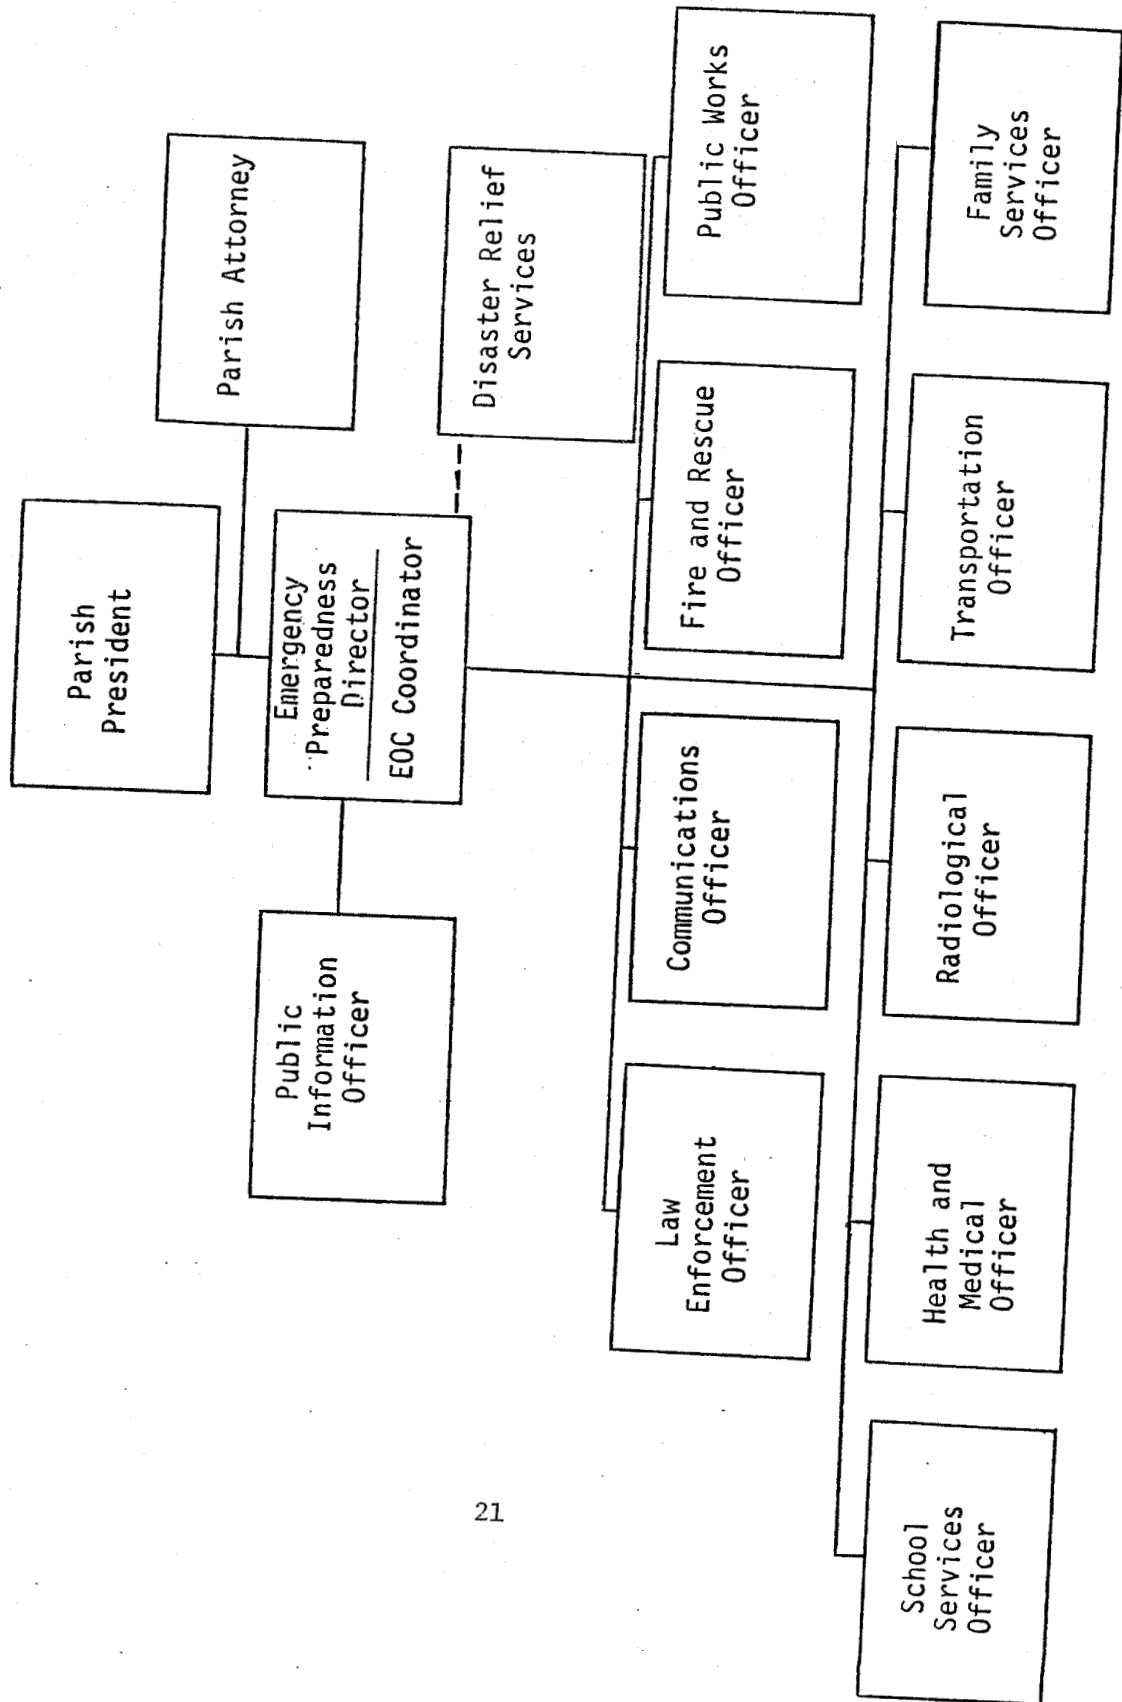 Parish
President
Parish Attorney
Emergency
Preparedness
Director
EOC Coordinator
Public
Information
Officer
Disaster Relief
Services
Law
Enforcement
Officer
Communications
Officer
Fire and Rescue
Officer
Public Works
Officer
School
Services
Officer
Health and
Medical
Officer
Radiological
Officer
Transportation
Officer
Family
Services
Officer
21